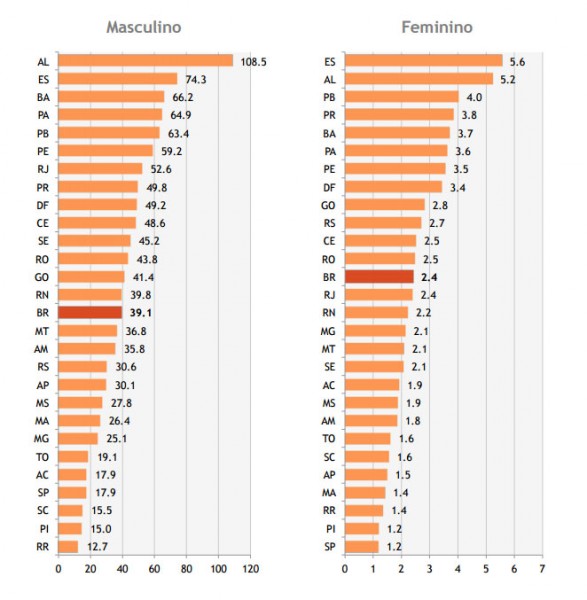 Masculino
AL 108.5
ES 74.3
BA 66.2
PA 64.9
PB 63.4
PE 59.2
RJ 52.6
PR 49.8
DF 49.2
CE 48.6
SE 45.2
RO 43.8
GO 41.4
RN 39.8
BR 39.1
MT 36.8
AM 35.8
RS 30.6
AP 30.1
MS 27.8
MA 26.4
MG 25.1
TO 19.1
AC 17.9
SP 17.9
SC 15.5
PI 15.0
RR 12.7
0 20 40 60 80 100 120
Feminino
ES 5.6
AL 5.2
PB 4.0
PR 3.8
BA 3.7
PA 3.6
PE 3.5
DF 3.4
GO 2.8
RS 2.7
CE 2.5
RO 2.5
BR 2.4
RJ 2.4
RN 2.2
MG 2.1
MT 2.1
SE 2.1
AC 1.9
MS 1.9
AM 1.8
TO 1.6
SC 1.6
AP 1.5
MA 1.4
RR 1.4
PI 1.2
SP 1.2
0 1 2 3 4 5 6 7